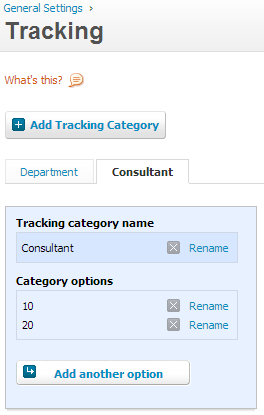 General Settings ›
Tracking
What's this?
Add Tracking Category
Department Consultant
Tracking category name
Consultant Rename
Category options
10 Rename
20 Rename
Add another option